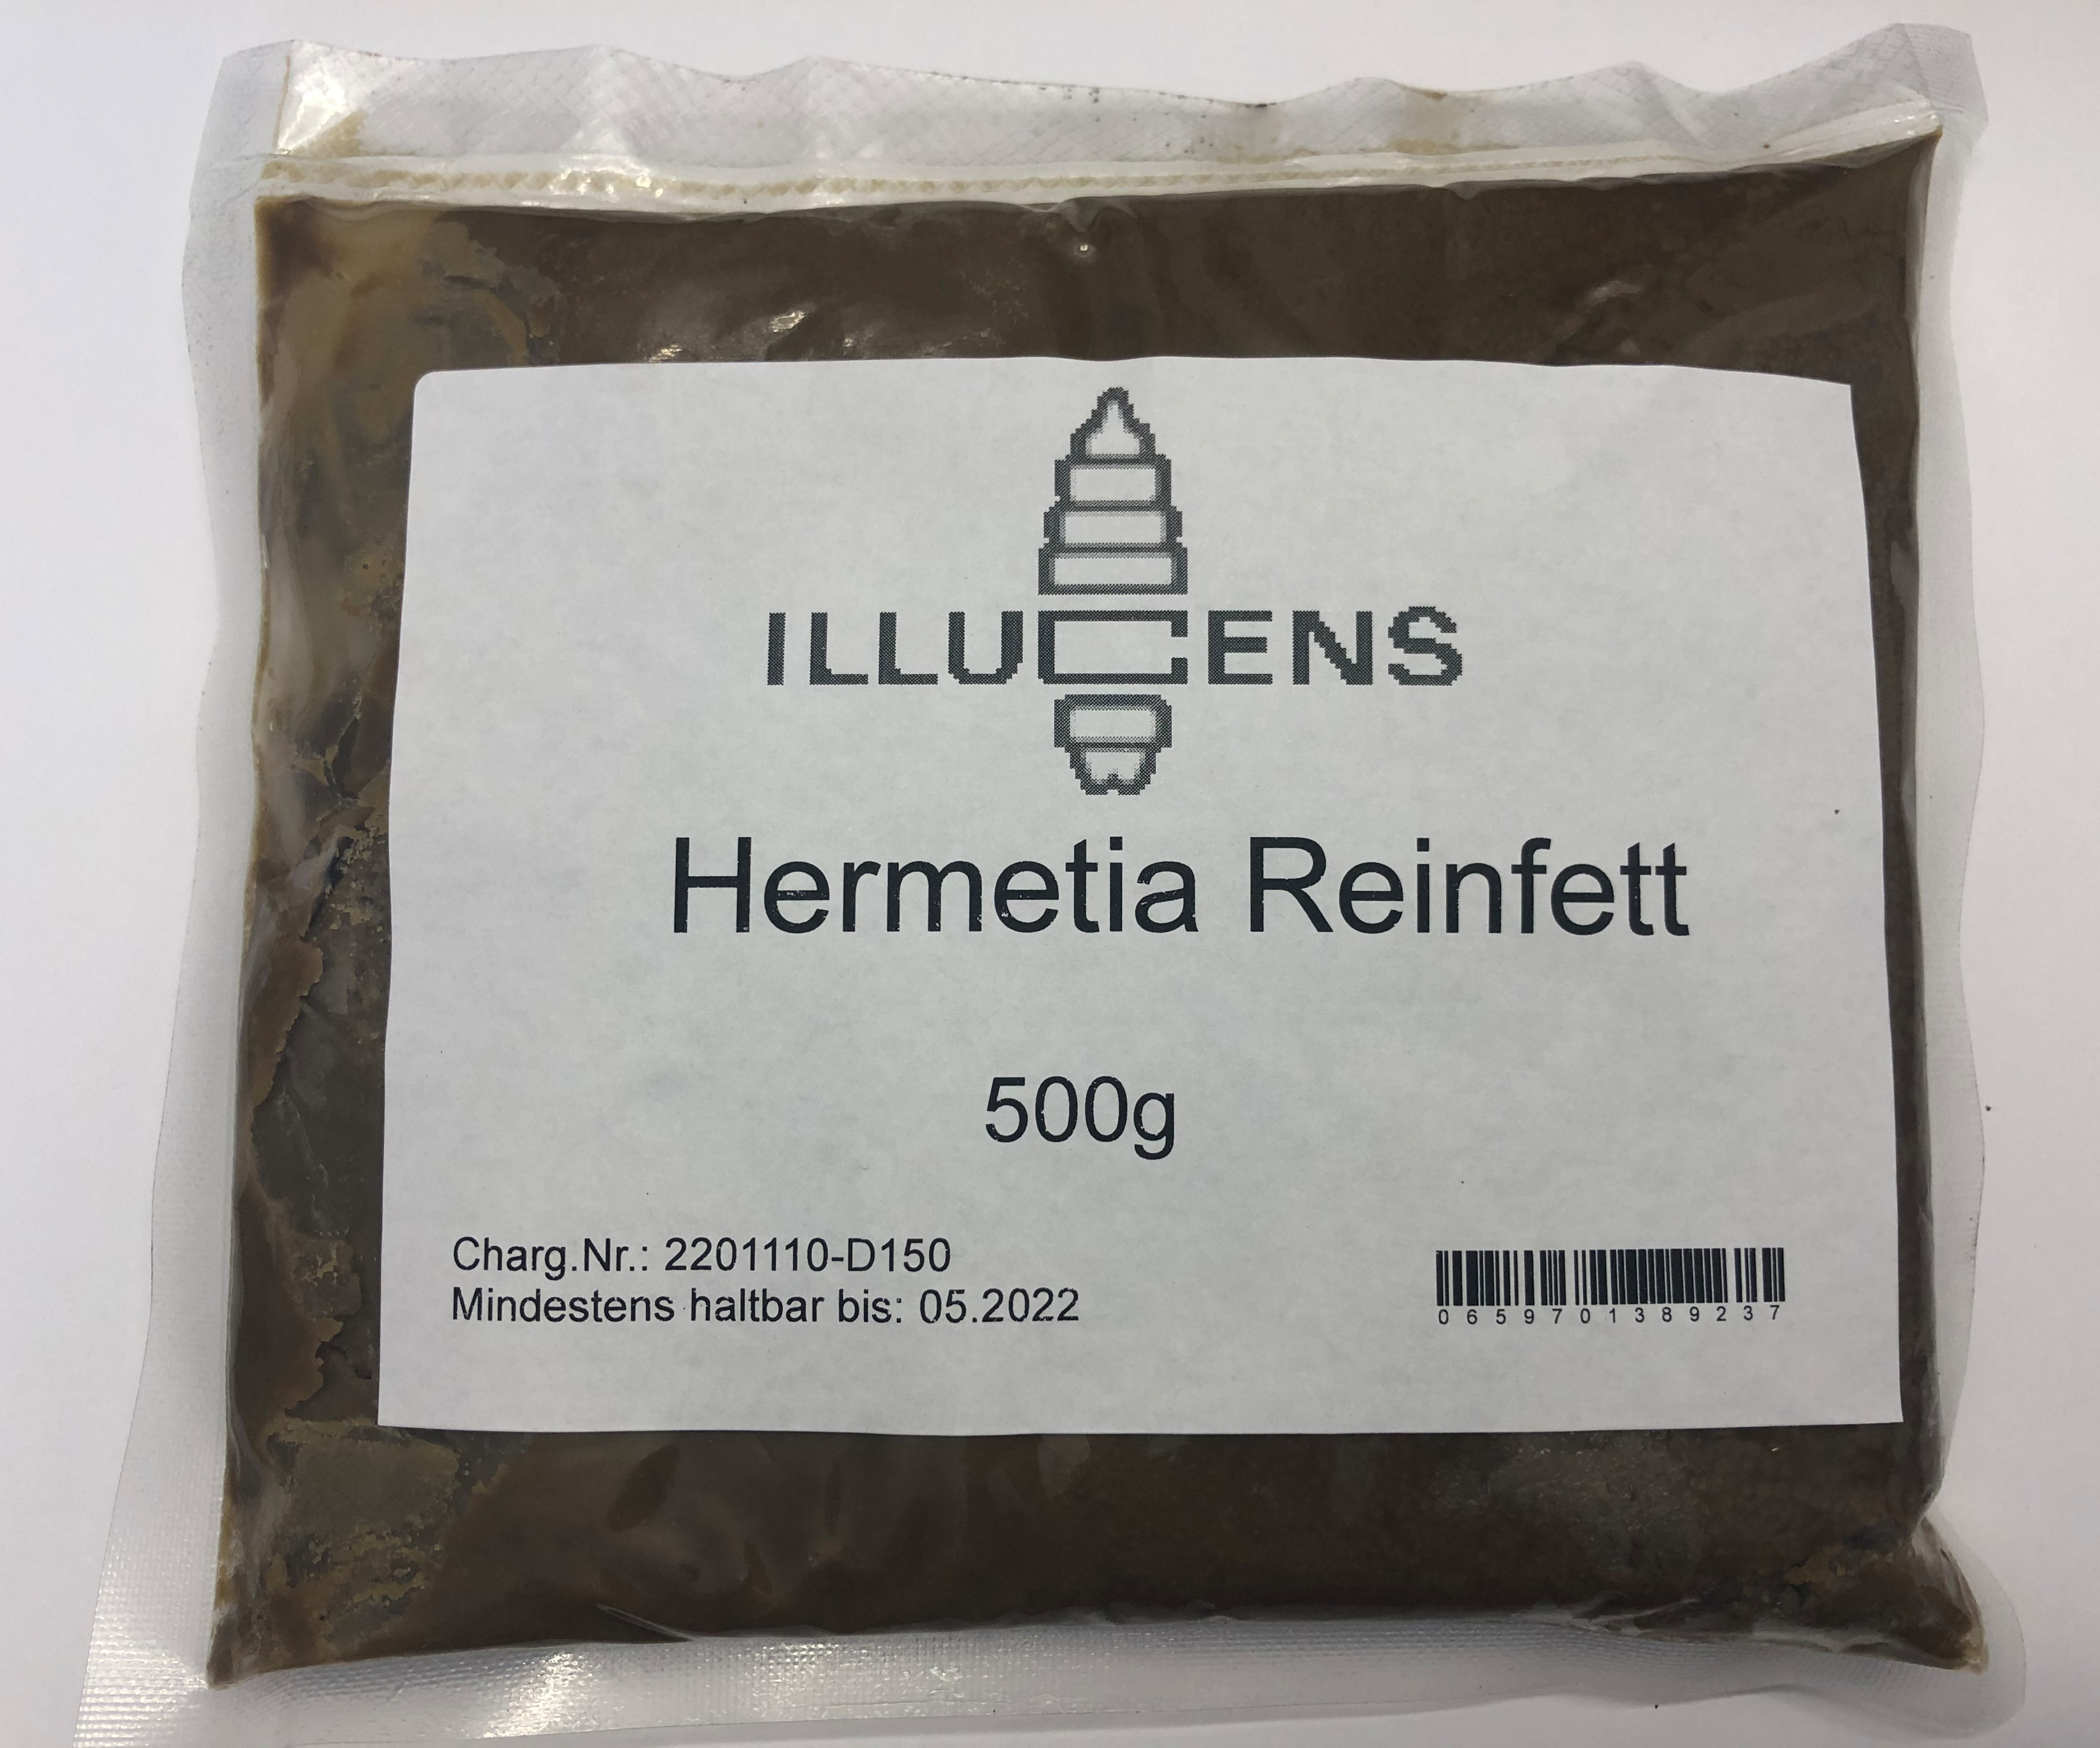 ILLUCENS
Hermetia Reinfett
500g
Charg.Nr.: 2201110-D150
Mindestens haltbar bis: 05.2022
0659701389237